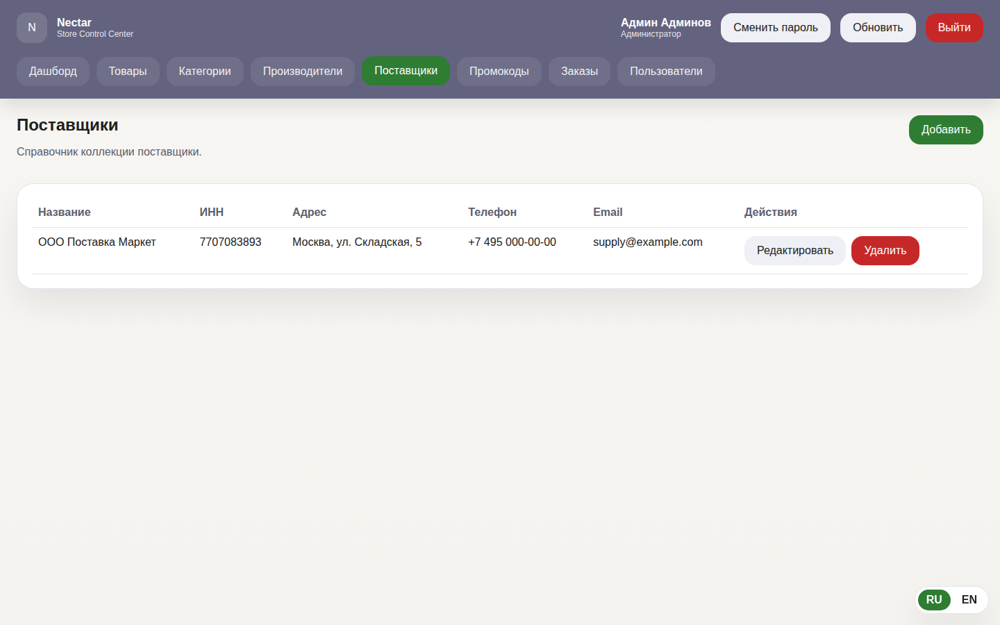 N
Nectar
Store Control Center
Админ Админов
Администратор
Сменить пароль
Обновить
Выйти
Дашборд
Товары
Категории
Производители
Поставщики
Промокоды
Заказы
Пользователи
Поставщики
Добавить
Справочник коллекции поставщики.
Название ИНН Адрес Телефон Email Действия
ООО Поставка Маркет 7707083893 Москва, ул. Складская, 5 +7 495 000-00-00 supply@example.com Редактировать Удалить
RU EN